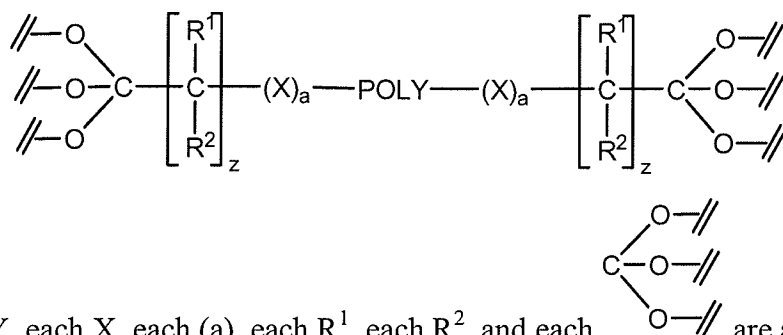 R¹ R¹
O O
O C C (X)ₐ POLY (X)ₐ C C O
O O
R² R²
z z
O
C O
O
each X, each (a), each R¹, each R², and each are